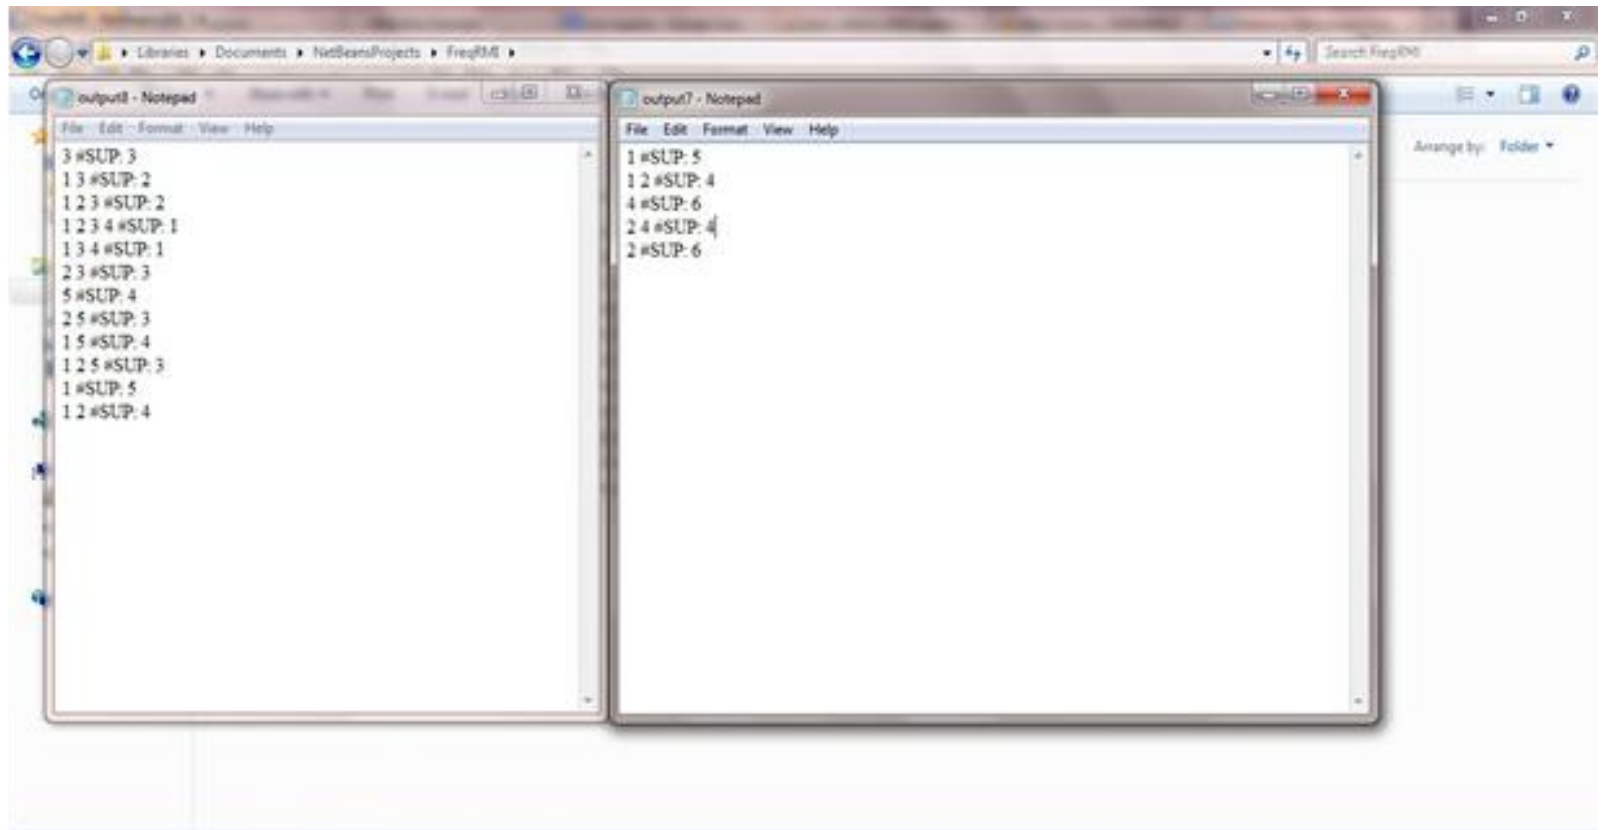 Libraries Documents NetBeansProjects FreqRMI
Search FreqRMI
Arrange by: Folder
output8 - Notepad
File Edit Format View Help
3 #SUP: 3
1 3 #SUP: 2
1 2 3 #SUP: 2
1 2 3 4 #SUP: 1
1 3 4 #SUP: 1
2 3 #SUP: 3
5 #SUP: 4
2 5 #SUP: 3
1 5 #SUP: 4
1 2 5 #SUP: 3
1 #SUP: 5
1 2 #SUP: 4
output7 - Notepad
File Edit Format View Help
1 #SUP: 5
1 2 #SUP: 4
4 #SUP: 6
2 4 #SUP: 4
2 #SUP: 6